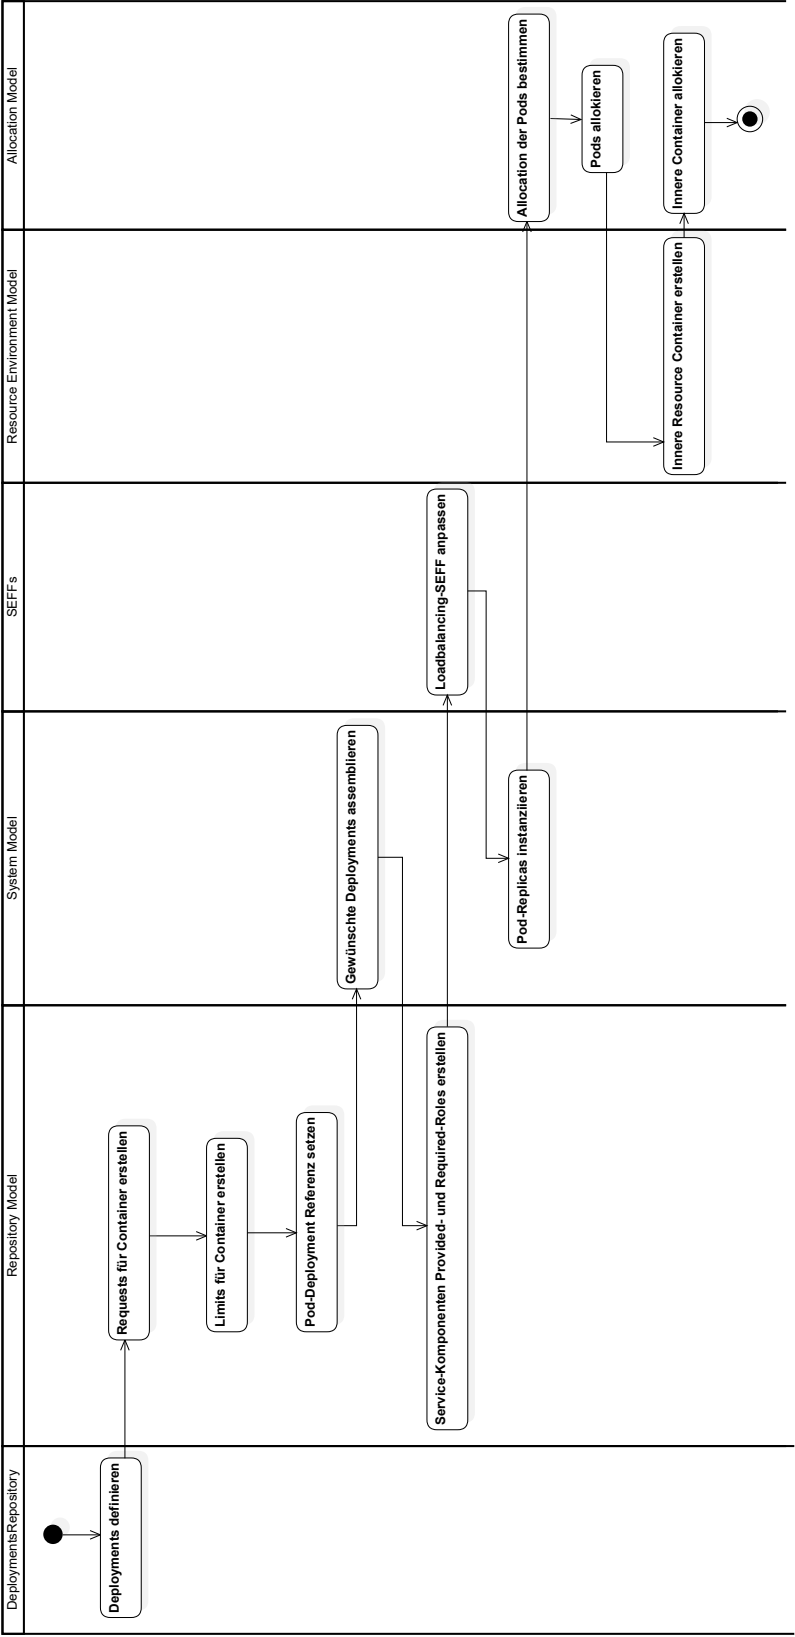 DeploymentsRepository
Repository Model
System Model
SEFFs
Resource Environment Model
Allocation Model
Deployments definieren
Requests für Container erstellen
Limits für Container erstellen
Pod-Deployment Referenz setzen
Gewünschte Deployments assemblieren
Service-Komponenten Provided- und Required-Roles erstellen
Loadbalancing-SEFF anpassen
Pod-Replicas instanziieren
Allocation der Pods bestimmen
Pods allokieren
Innere Resource Container erstellen
Innere Container allokieren